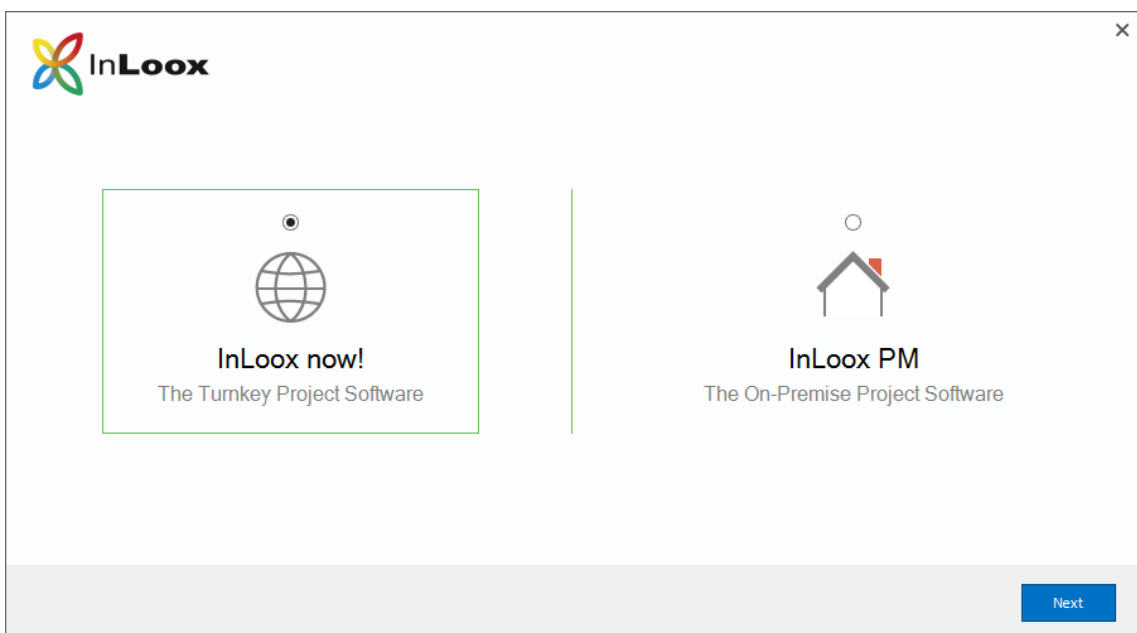 InLoox
InLoox now!
The Turnkey Project Software
InLoox PM
The On-Premise Project Software
Next